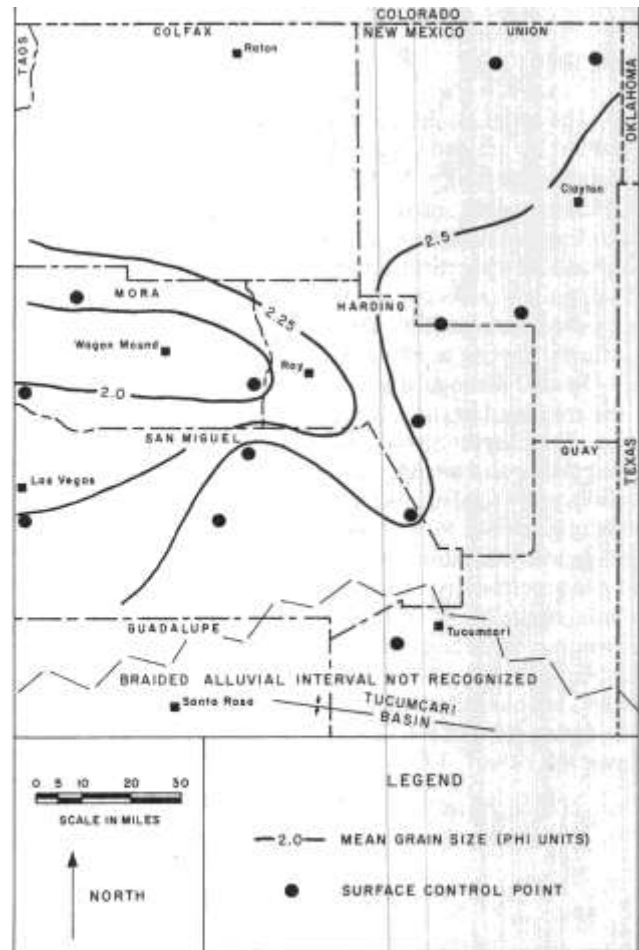 COLORADO
COLFAX
NEW MEXICO
UNION
TAOS
Raton
OKLAHOMA
Clayton
2.5
MORA
2.25
HARDING
Wagon Mound
Roy
2.0
SAN MIGUEL
QUAY
TEXAS
Las Vegas
GUADALUPE
Tucumcari
BRAIDED ALLUVIAL INTERVAL NOT RECOGNIZED
Santa Rosa
TUCUMCARI
BASIN
0 5 10 20 30
SCALE IN MILES
NORTH
LEGEND
2.0 MEAN GRAIN SIZE (PHI UNITS)
SURFACE CONTROL POINT